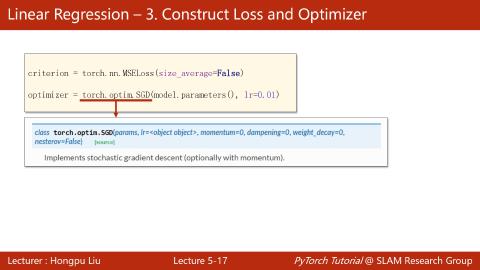 Linear Regression – 3. Construct Loss and Optimizer
criterion = torch.nn.MSELoss(size_average=False)
optimizer = torch.optim.SGD(model.parameters(), lr=0.01)
class torch.optim.SGD(params, lr=<object object>, momentum=0, dampening=0, weight_decay=0,
nesterov=False) [source]
Implements stochastic gradient descent (optionally with momentum).
Lecturer : Hongpu Liu Lecture 5-17 PyTorch Tutorial @ SLAM Research Group